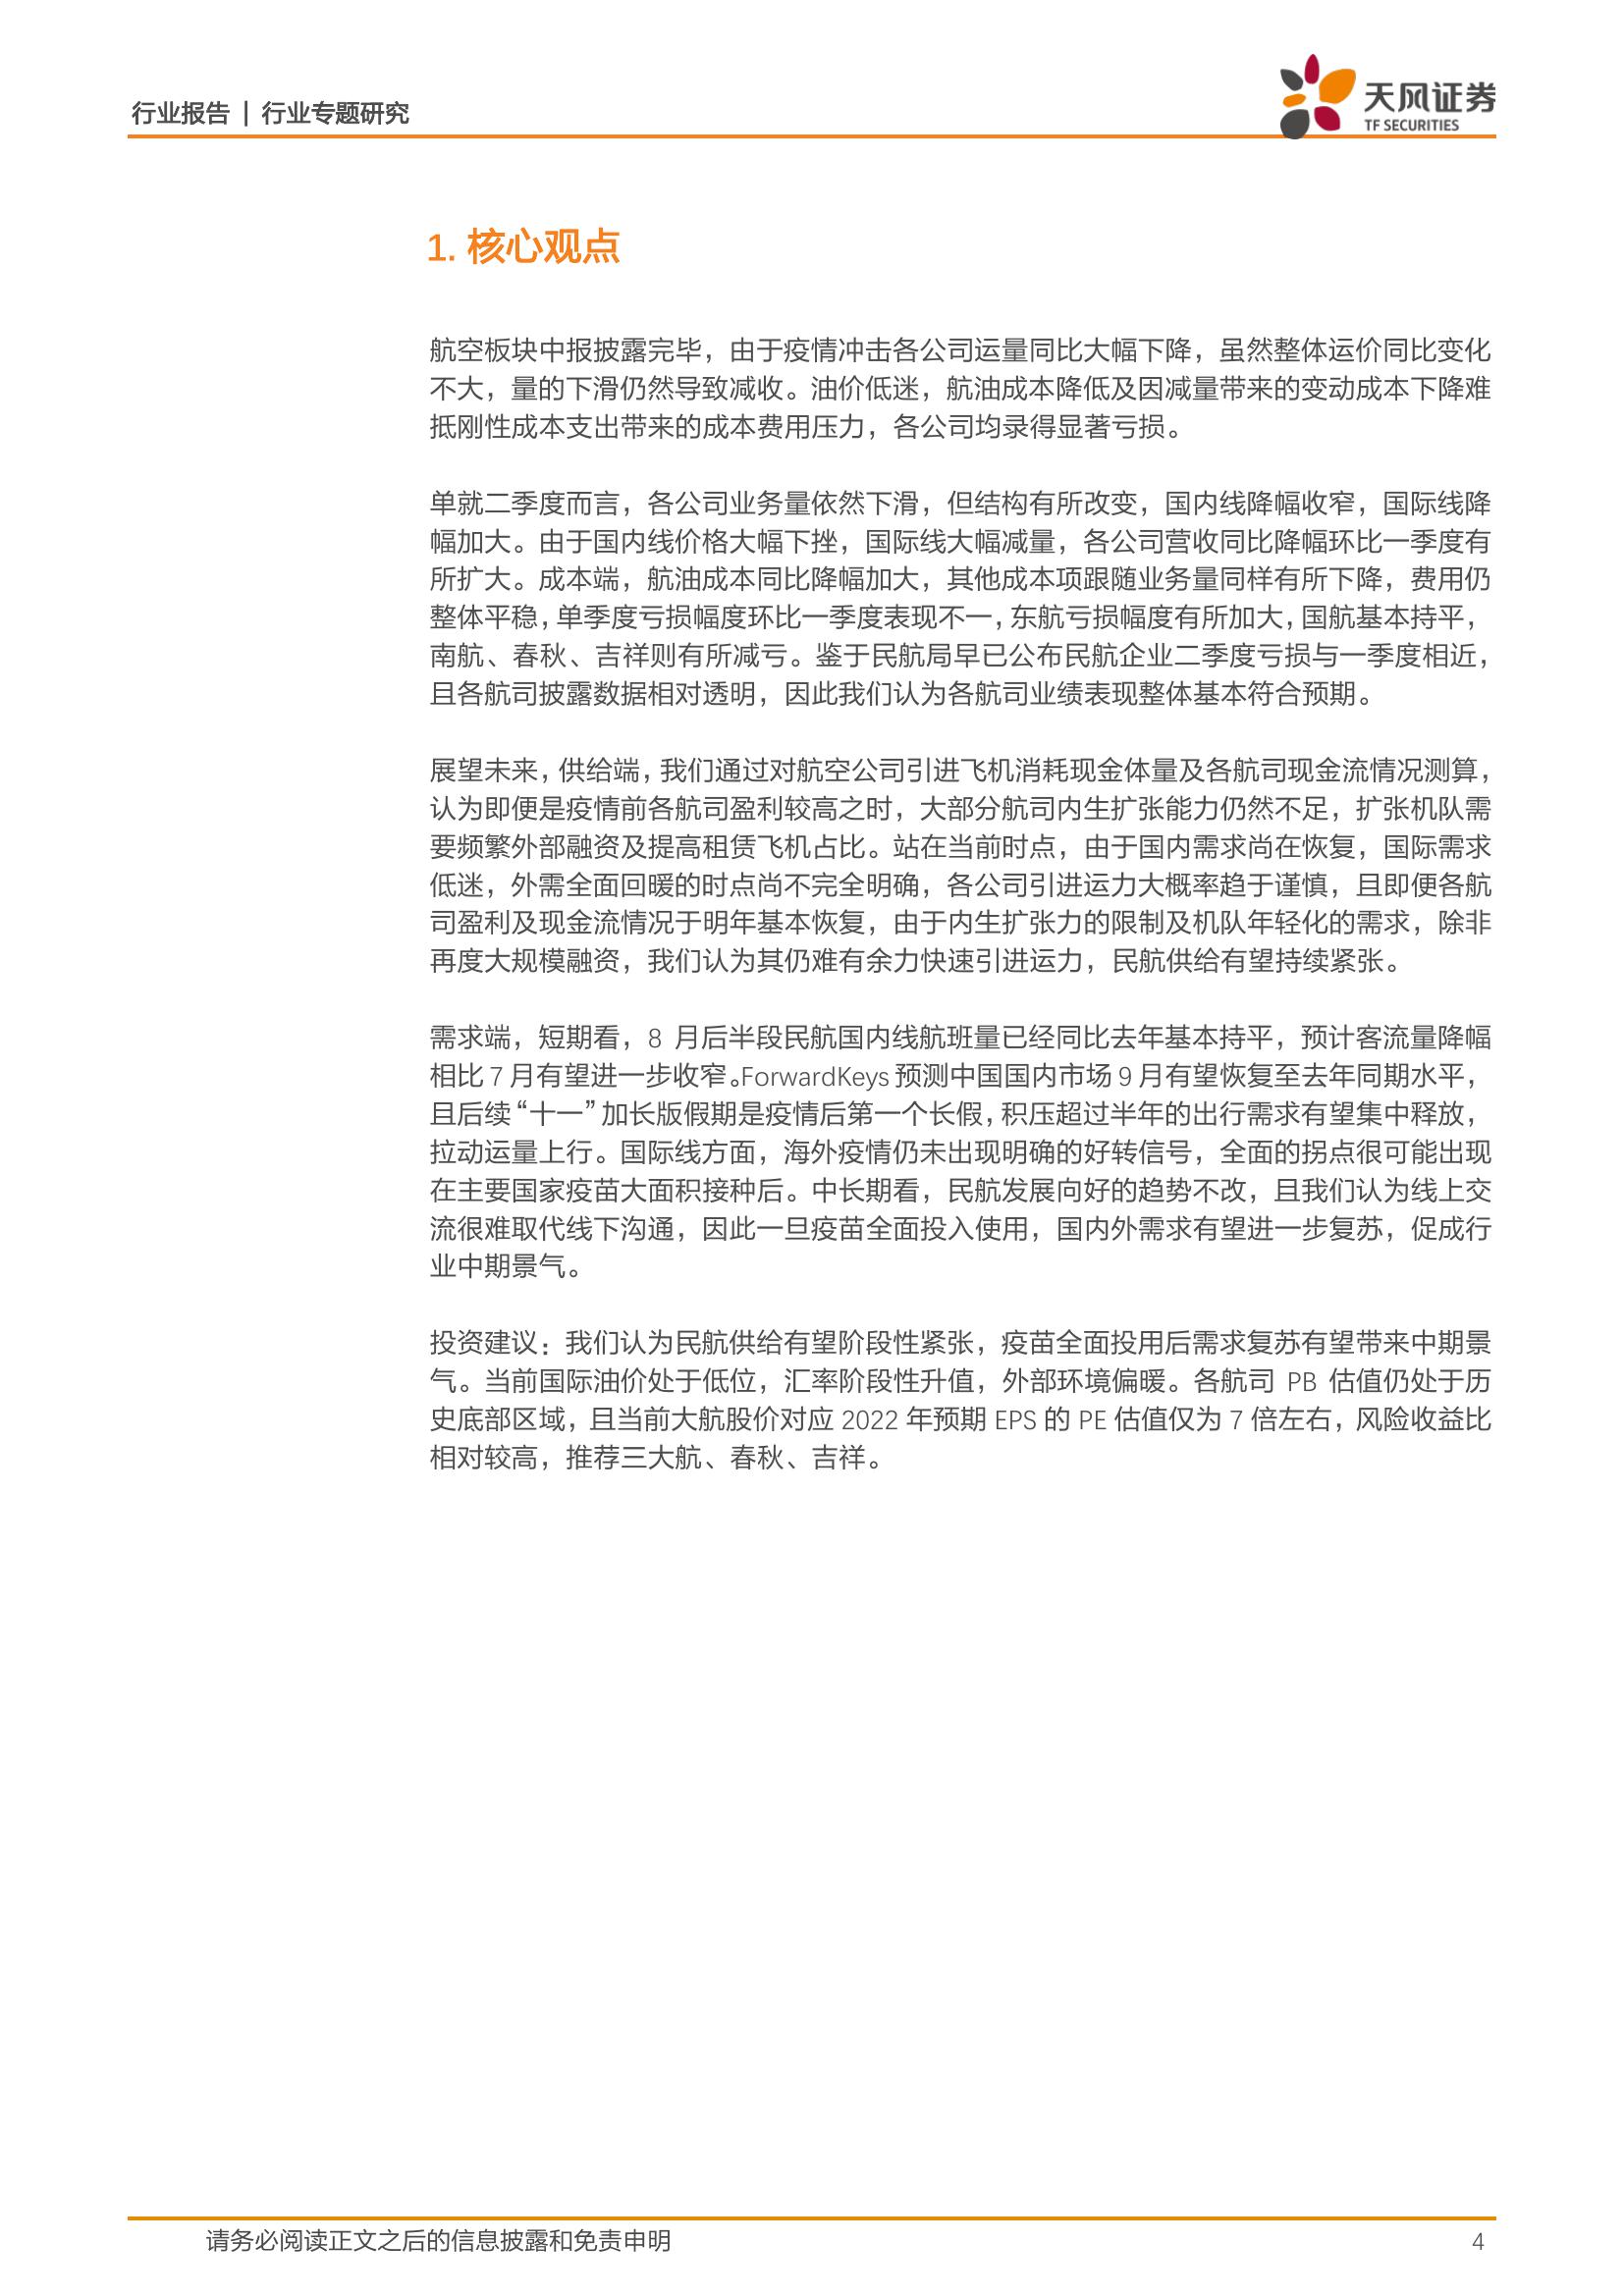 行业报告 | 行业专题研究
天风证券
TF SECURITIES
1. 核心观点
航空板块中报披露完毕，由于疫情冲击各公司运量同比大幅下降，虽然整体运价同比变化
不大，量的下滑仍然导致减收。油价低迷，航油成本降低及因减量带来的变动成本下降难
抵刚性成本支出带来的成本费用压力，各公司均录得显著亏损。
单就二季度而言，各公司业务量依然下滑，但结构有所改变，国内线降幅收窄，国际线降
幅加大。由于国内线价格大幅下挫，国际线大幅减量，各公司营收同比降幅环比一季度有
所扩大。成本端，航油成本同比降幅加大，其他成本项跟随业务量同样有所下降，费用仍
整体平稳，单季度亏损幅度环比一季度表现不一，东航亏损幅度有所加大，国航基本持平，
南航、春秋、吉祥则有所减亏。鉴于民航局早已公布民航企业二季度亏损与一季度相近，
且各航司披露数据相对透明，因此我们认为各航司业绩表现整体基本符合预期。
展望未来，供给端，我们通过对航空公司引进飞机消耗现金体量及各航司现金流情况测算，
认为即便是疫情前各航司盈利较高之时，大部分航司内生扩张能力仍然不足，扩张机队需
要频繁外部融资及提高租赁飞机占比。站在当前时点，由于国内需求尚在恢复，国际需求
低迷，外需全面回暖的时点尚不完全明确，各公司引进运力大概率趋于谨慎，且即便各航
司盈利及现金流情况于明年基本恢复，由于内生扩张力的限制及机队年轻化的需求，除非
再度大规模融资，我们认为其仍难有余力快速引进运力，民航供给有望持续紧张。
需求端，短期看，8 月后半段民航国内线航班量已经同比去年基本持平，预计客流量降幅
相比 7 月有望进一步收窄。ForwardKeys 预测中国国内市场 9 月有望恢复至去年同期水平，
且后续“十一”加长版假期是疫情后第一个长假，积压超过半年的出行需求有望集中释放，
拉动运量上行。国际线方面，海外疫情仍未出现明确的好转信号，全面的拐点很可能出现
在主要国家疫苗大面积接种后。中长期看，民航发展向好的趋势不改，且我们认为线上交
流很难取代线下沟通，因此一旦疫苗全面投入使用，国内外需求有望进一步复苏，促成行
业中期景气。
投资建议：我们认为民航供给有望阶段性紧张，疫苗全面投用后需求复苏有望带来中期景
气。当前国际油价处于低位，汇率阶段性升值，外部环境偏暖。各航司 PB 估值仍处于历
史底部区域，且当前大航股价对应 2022 年预期 EPS 的 PE 估值仅为 7 倍左右，风险收益比
相对较高，推荐三大航、春秋、吉祥。
请务必阅读正文之后的信息披露和免责申明
4